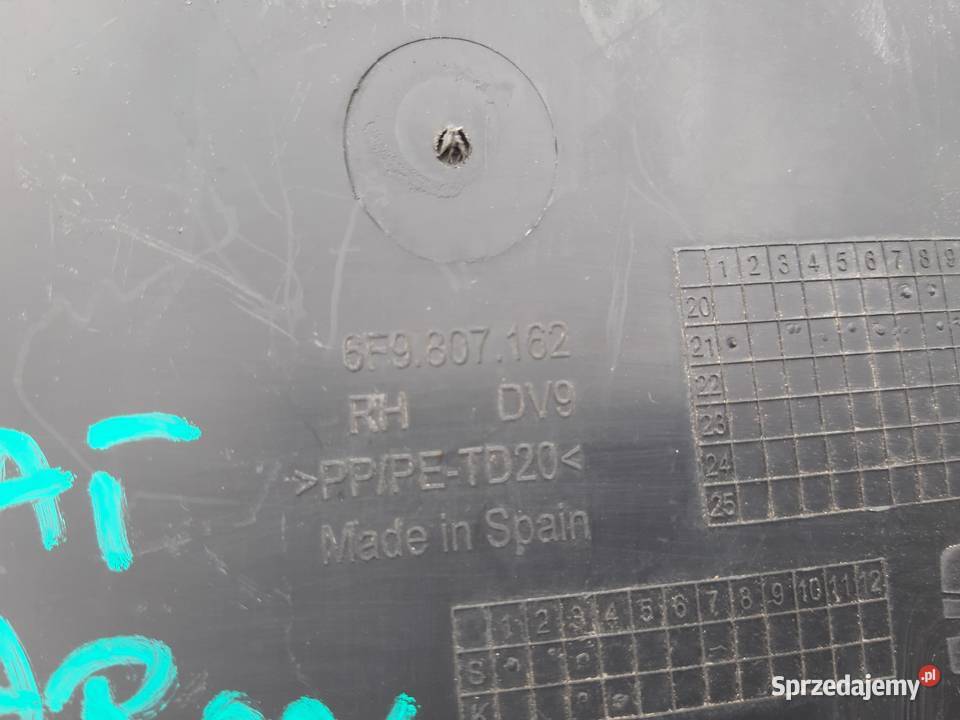 1 2 3 4 5 6 7 8 9
20
21
22
23
24
25
6F9.807.162
RH DV9
>PP/PE-TD20<
Made in Spain
1 2 3 4 5 6 7 8 9 10 11 12
S
K
Sprzedajemy.pl